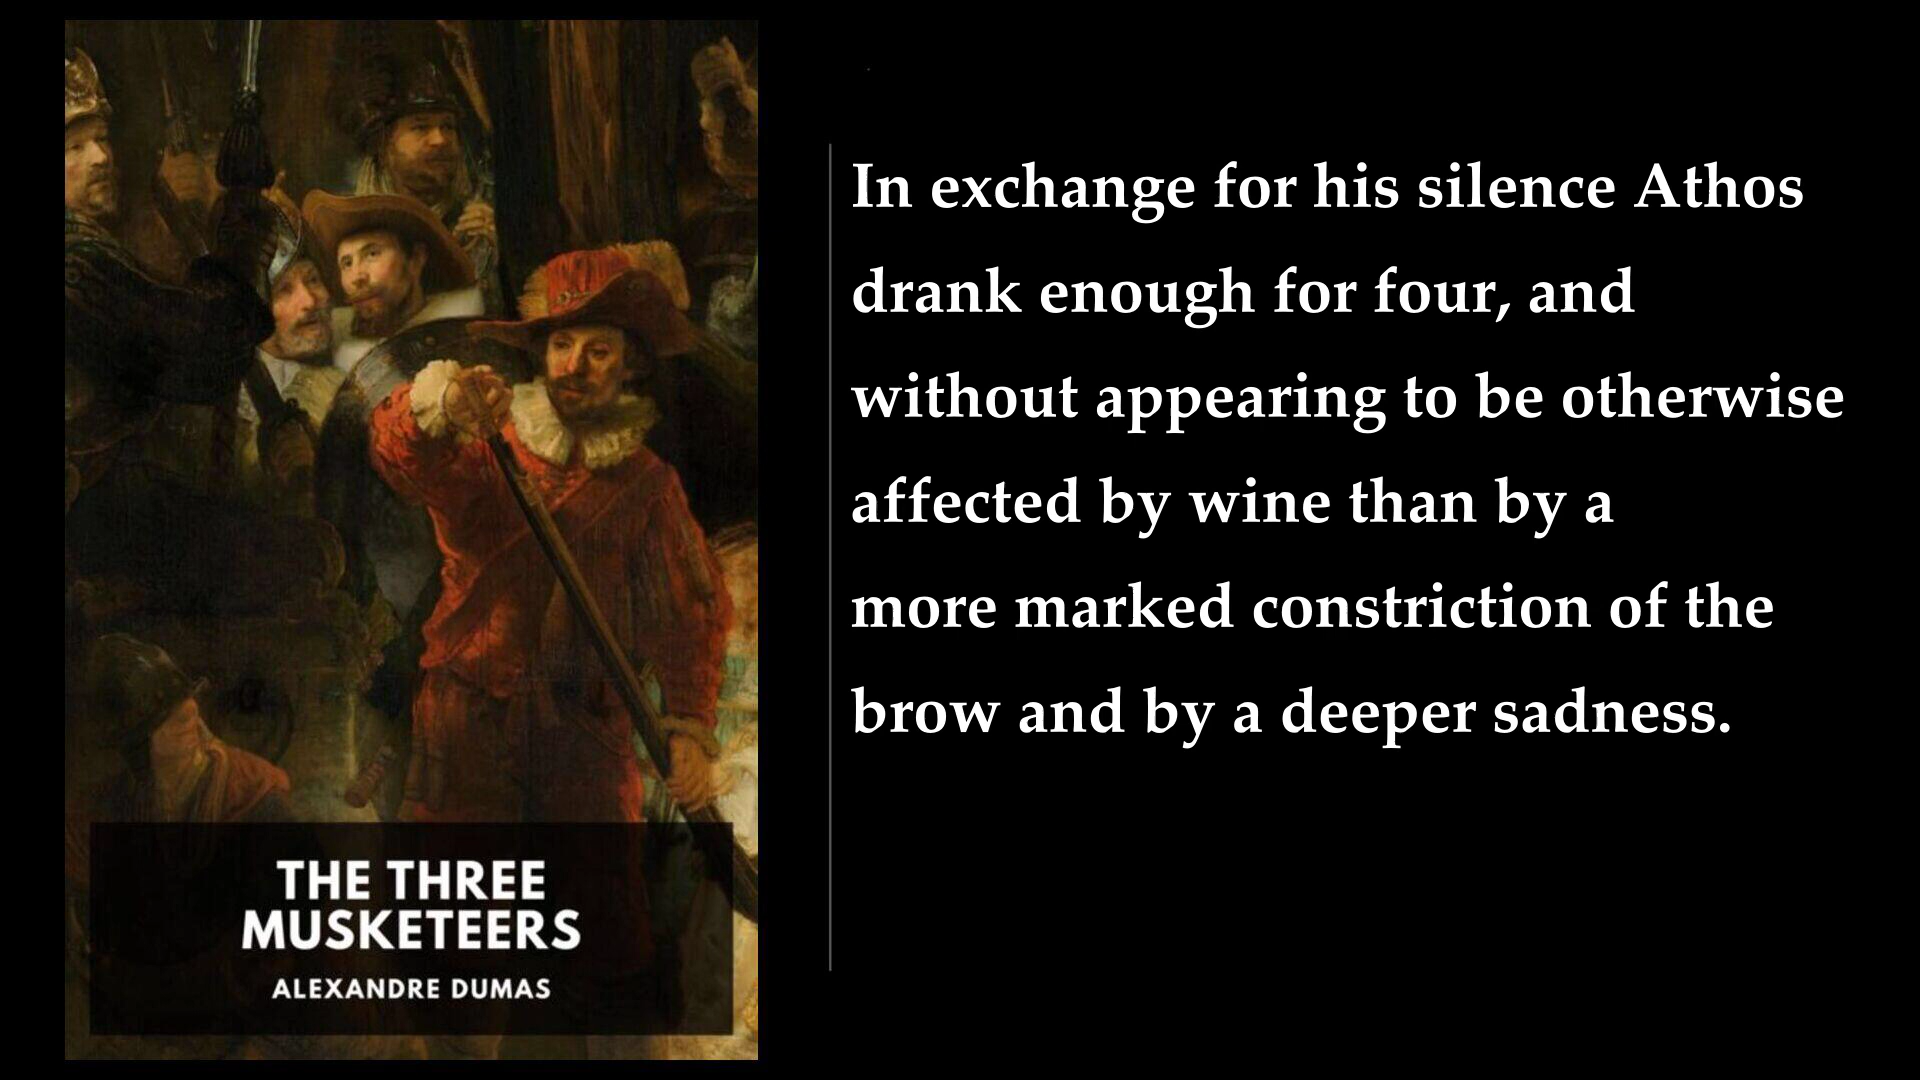 THE THREE
MUSKETEERS
ALEXANDRE DUMAS
In exchange for his silence Athos
drank enough for four, and
without appearing to be otherwise
affected by wine than by a
more marked constriction of the
brow and by a deeper sadness.